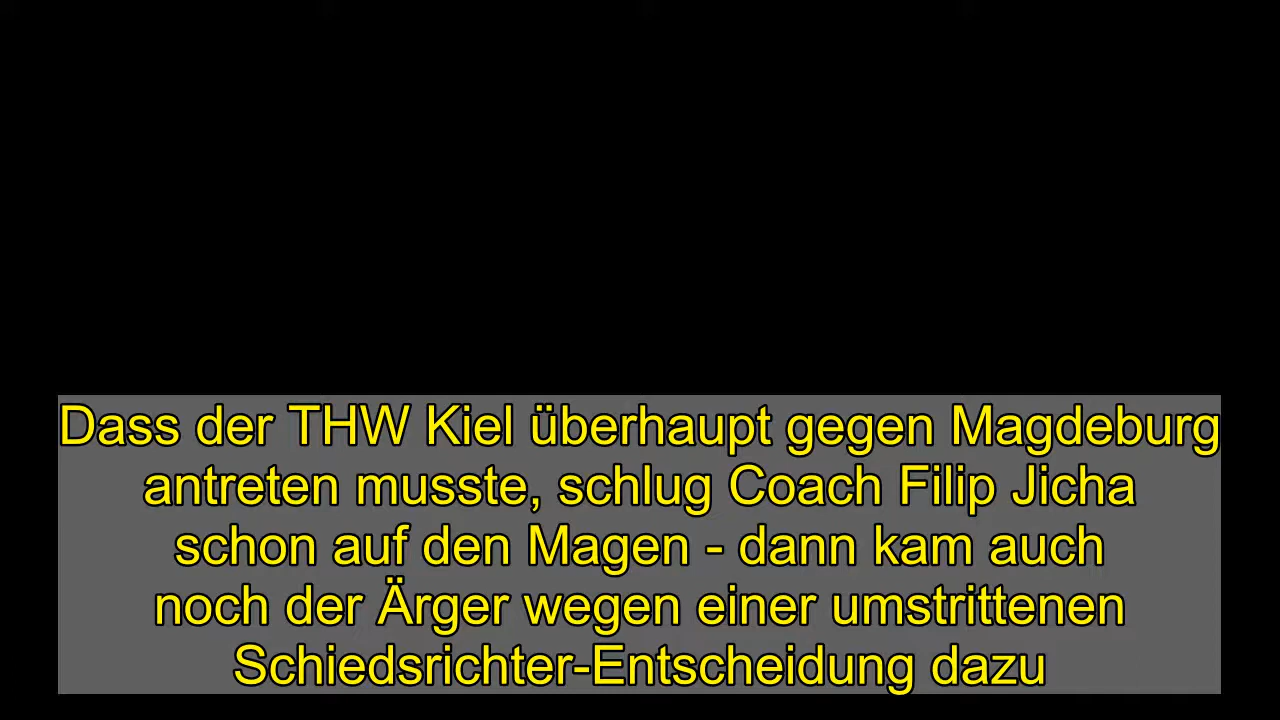 Dass der THW Kiel überhaupt gegen Magdeburg
antreten musste, schlug Coach Filip Jicha
schon auf den Magen - dann kam auch
noch der Ärger wegen einer umstrittenen
Schiedsrichter-Entscheidung dazu